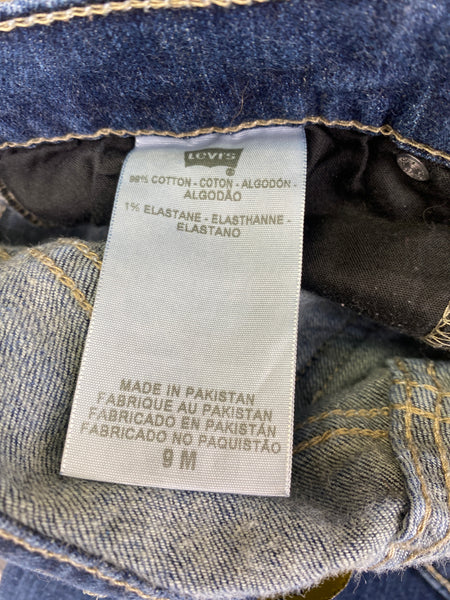 Levi's
®
99% COTTON - COTON - ALGODÓN -
ALGODÃO
1% ELASTANE - ELASTHANNE -
ELASTANO
MADE IN PAKISTAN
FABRIQUE AU PAKISTAN
FABRICADO EN PAKISTAN
FABRICADO NO PAQUISTÃO
9 M